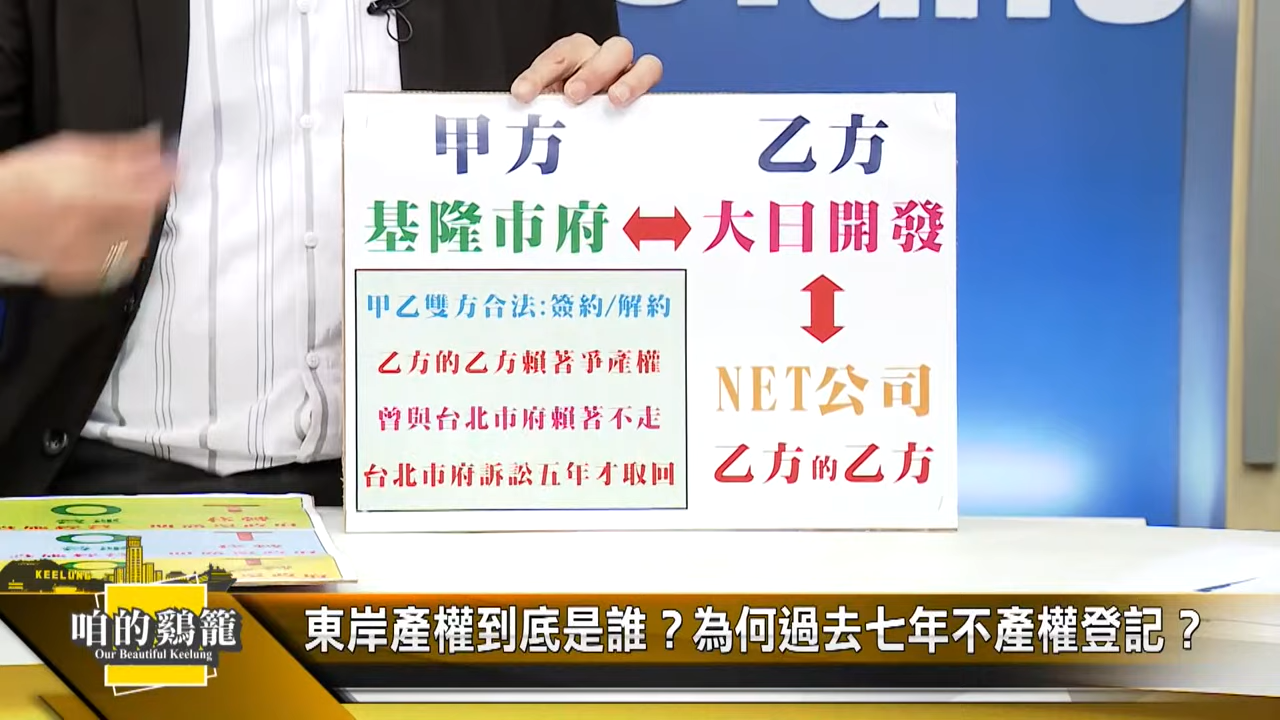 甲方 乙方
基隆市府 大日開發
甲乙雙方合法:簽約/解約
乙方的乙方賴著爭產權
曾與台北市府賴著不走
台北市府訴訟五年才取回
NET公司
乙方的乙方
KEELUNG
咱的鷄籠
Our Beautiful Keelung
東岸產權到底是誰？為何過去七年不產權登記？